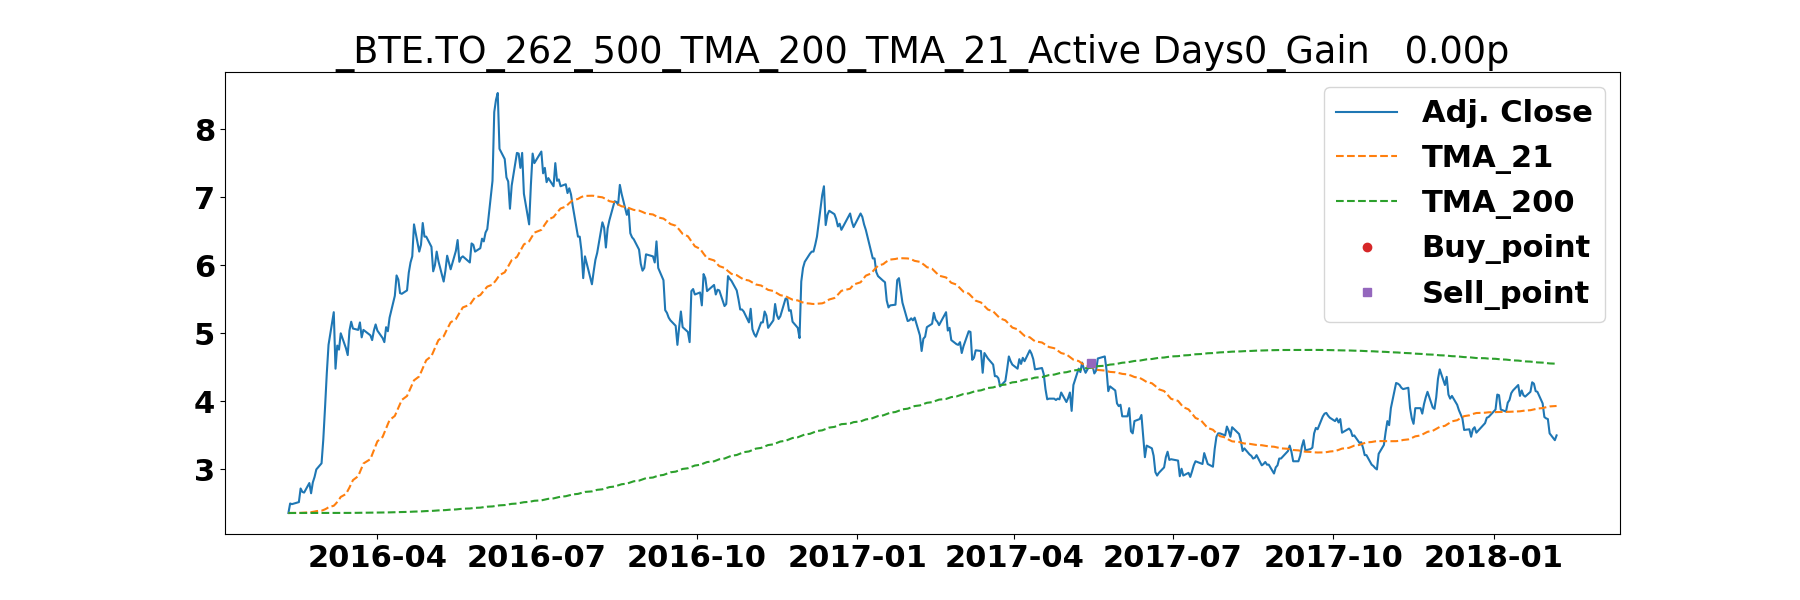 _BTE.TO_262_500_TMA_200_TMA_21_Active Days0_Gain   0.00p
Adj. Close
TMA_21
TMA_200
Buy_point
Sell_point
8
7
6
5
4
3
2016-04 2016-07 2016-10 2017-01 2017-04 2017-07 2017-10 2018-01